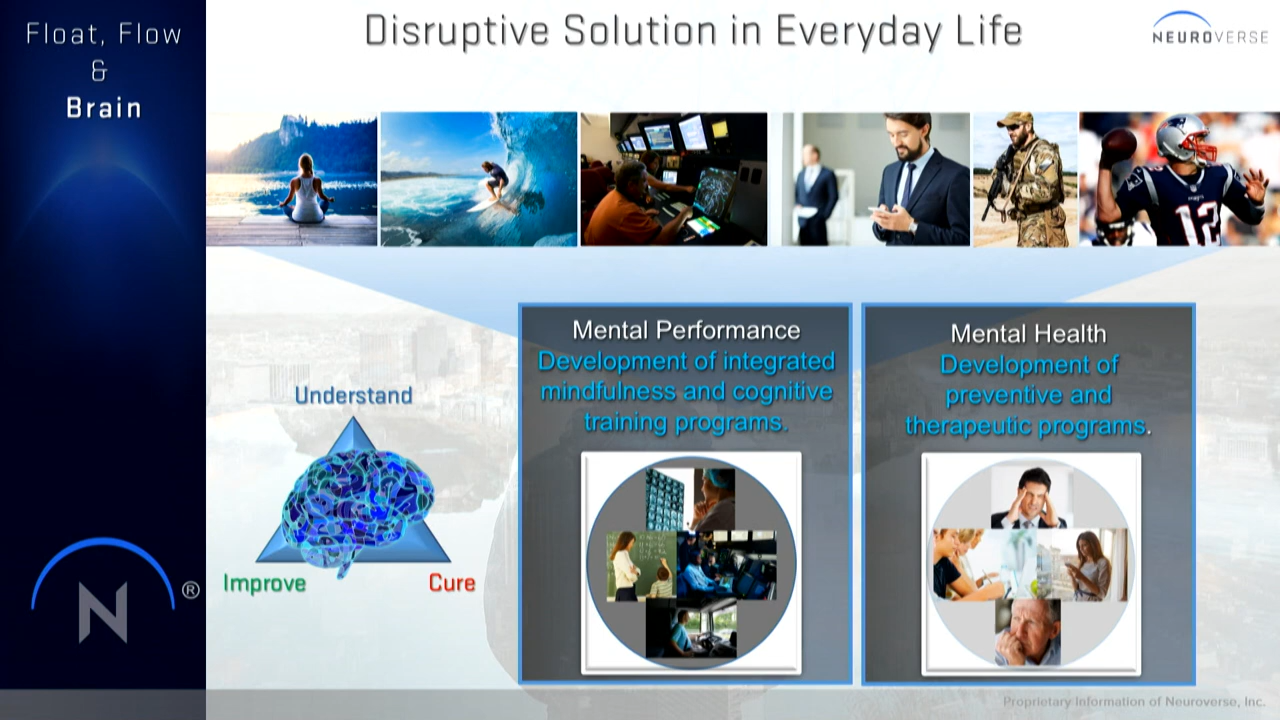 Float, Flow
&
Brain
Disruptive Solution in Everyday Life
NEUROVERSE
12
Mental Performance
Development of integrated
mindfulness and cognitive
training programs.
Mental Health
Development of
preventive and
therapeutic programs.
Understand
Improve
Cure
N®
Proprietary Information of Neuroverse, Inc.